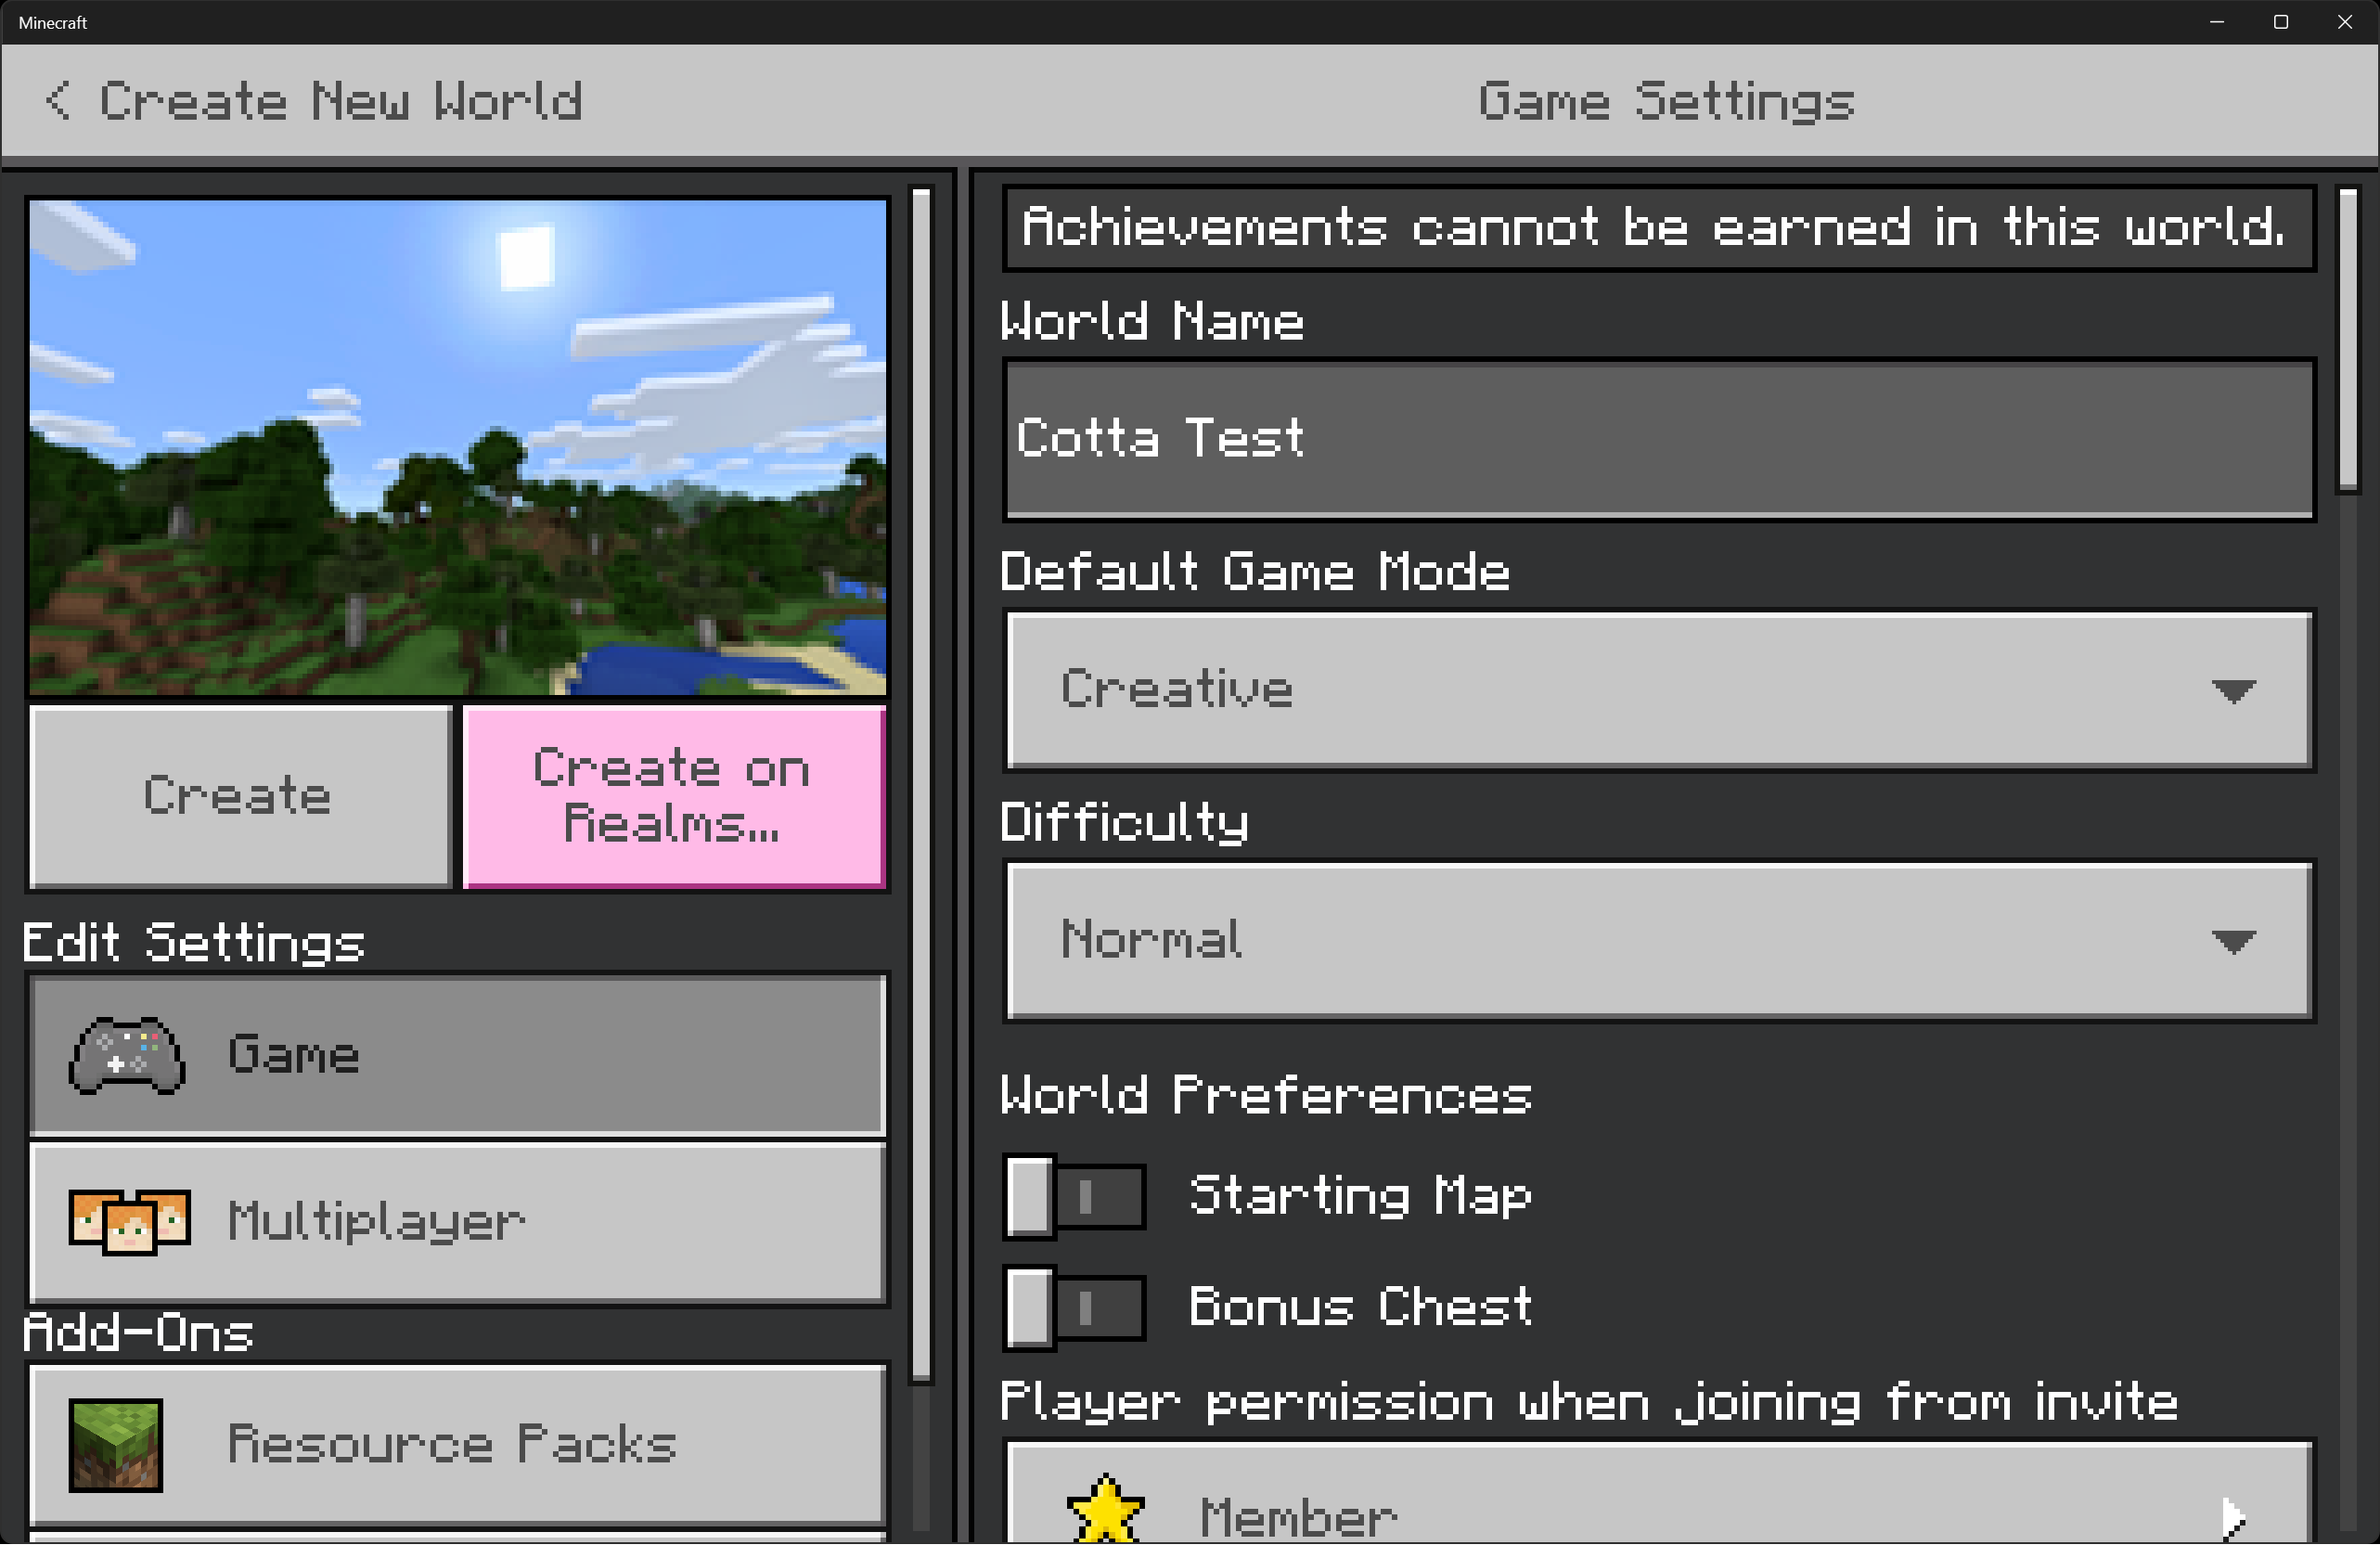 Minecraft
< Create New World
Game Settings
Create
Create on
Realms...
Edit Settings
Game
Multiplayer
Add-Ons
Resource Packs
Achievements cannot be earned in this world.
World Name
Cotta Test
Default Game Mode
Creative
Difficulty
Normal
World Preferences
Starting Map
Bonus Chest
Player permission when joining from invite
Member